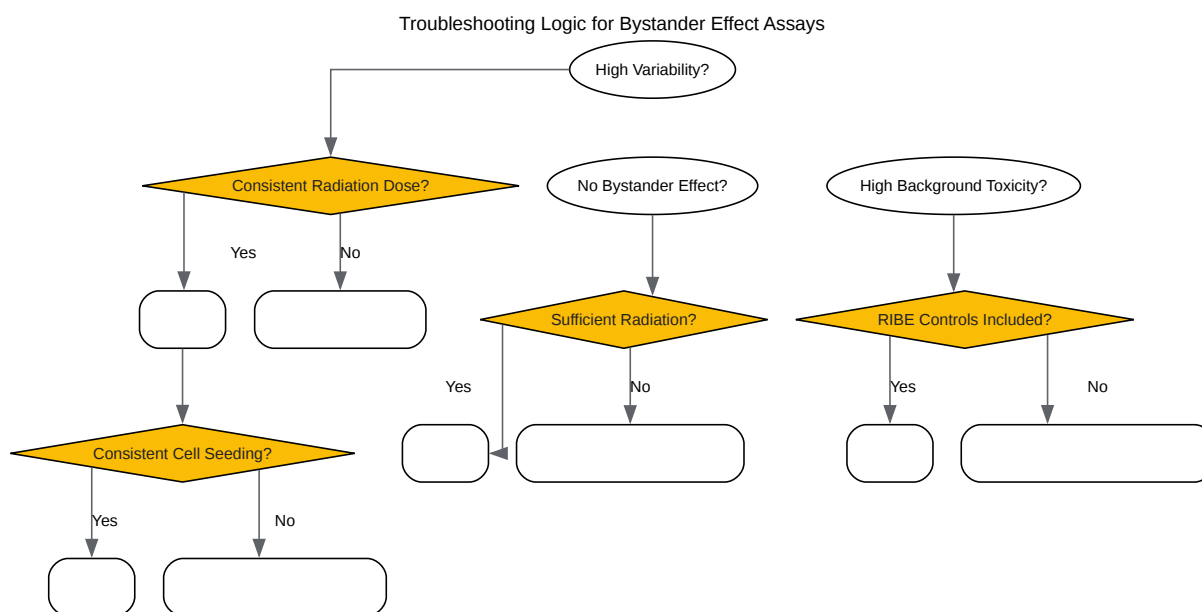 Troubleshooting Logic for Bystander Effect Assays
High Variability?
Consistent Radiation Dose?
No Bystander Effect?
High Background Toxicity?
Yes
No
Sufficient Radiation?
RIBE Controls Included?
Yes
No
Yes
No
Consistent Cell Seeding?
Yes
No